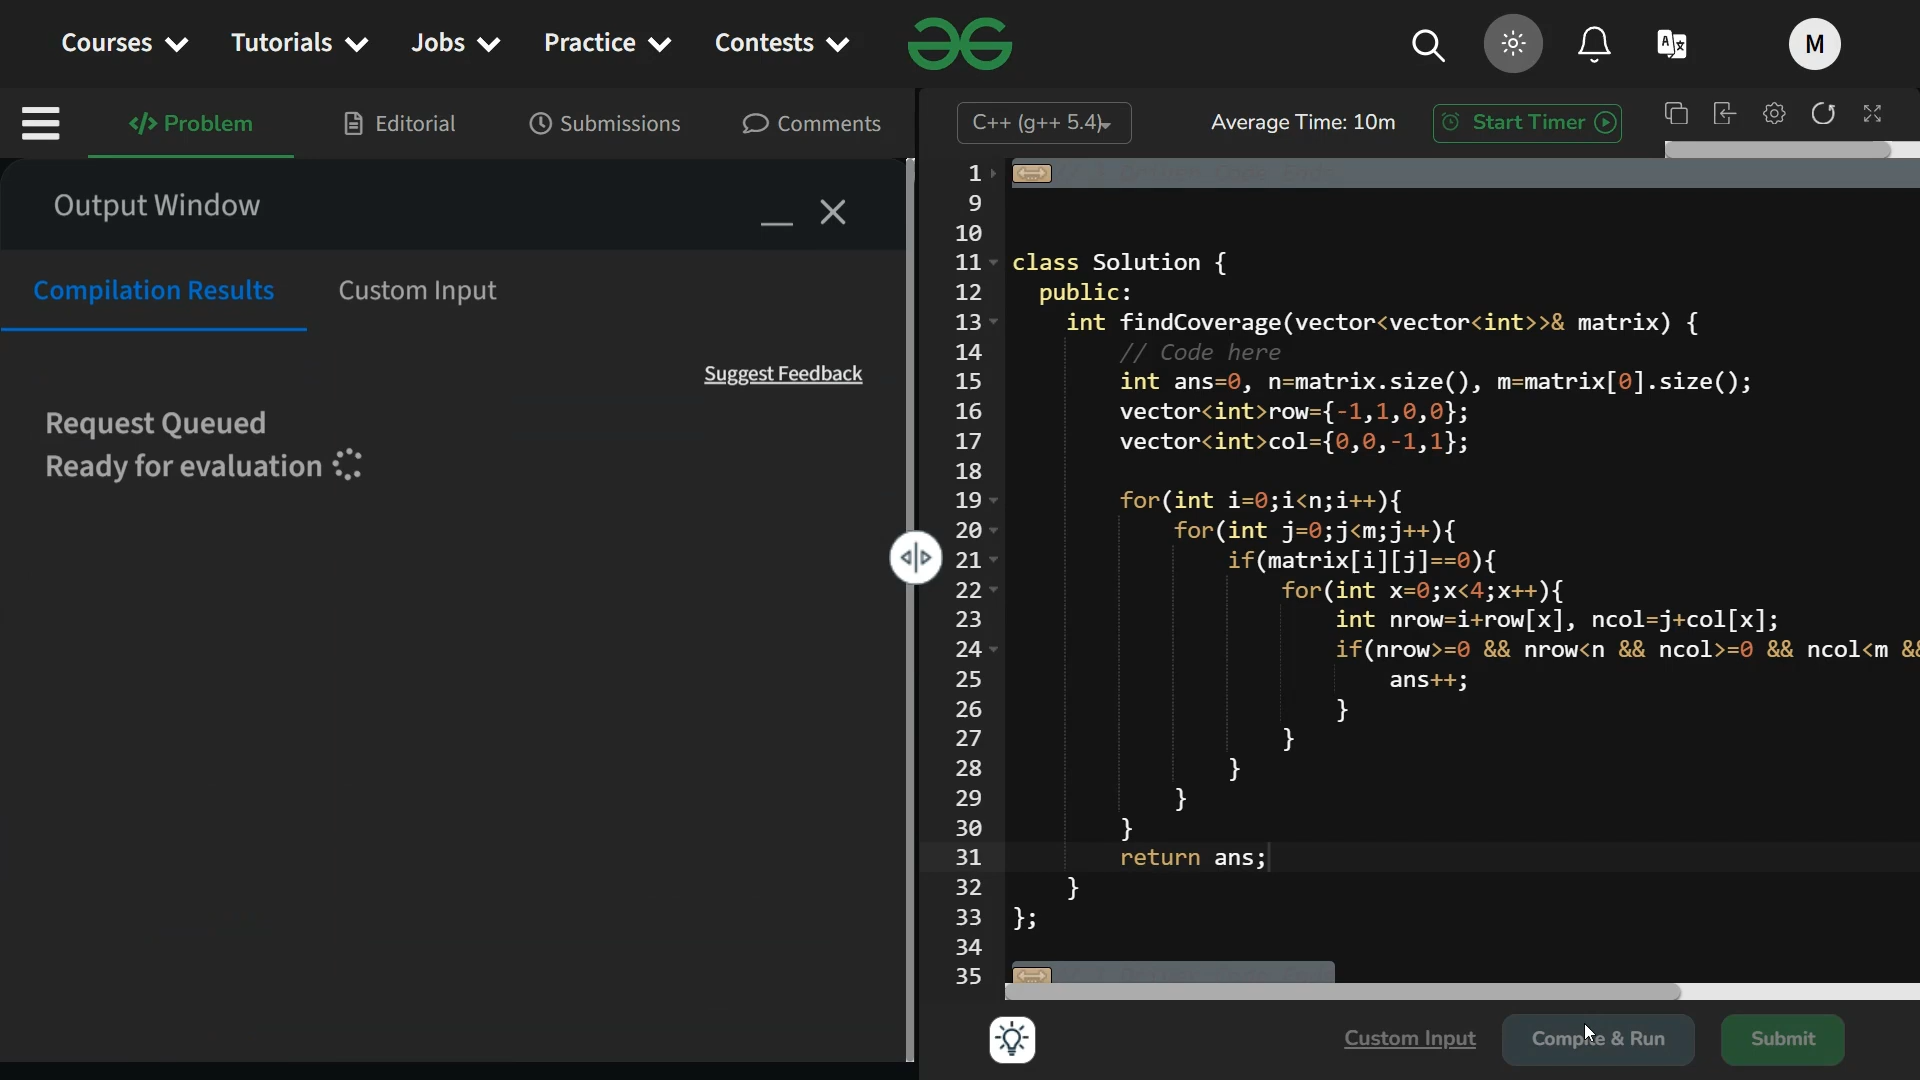 Courses Tutorials Jobs Practice Contests M
Problem Editorial Submissions Comments
C++ (g++ 5.4) Average Time: 10m Start Timer
Output Window
Compilation Results Custom Input
Suggest Feedback
Request Queued
Ready for evaluation
1
9
10
11 class Solution {
12 public:
13 int findCoverage(vector<vector<int>>& matrix) {
14 // Code here
15 int ans=0, n=matrix.size(), m=matrix[0].size();
16 vector<int>row={-1,1,0,0};
17 vector<int>col={0,0,-1,1};
18
19 for(int i=0;i<n;i++){
20 for(int j=0;j<m;j++){
21 if(matrix[i][j]==0){
22 for(int x=0;x<4;x++){
23 int nrow=i+row[x], ncol=j+col[x];
24 if(nrow>=0 && nrow<n && ncol>=0 && ncol<m &&
25 ans++;
26 }
27 }
28 }
29 }
30 }
31 return ans;
32 }
33 };
34
35
Custom Input Compile & Run Submit